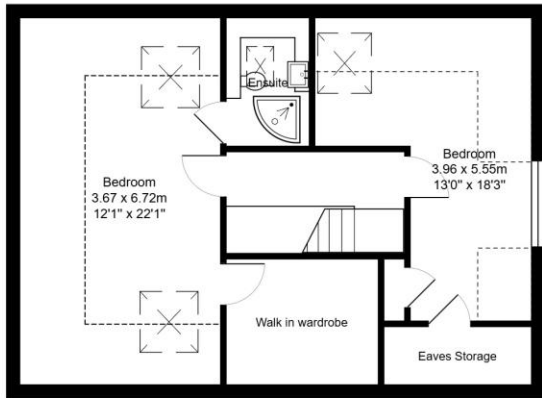 Ensuite
Bedroom
3.67 x 6.72m
12'1" x 22'1"
Bedroom
3.96 x 5.55m
13'0" x 18'3"
Walk in wardrobe
Eaves Storage